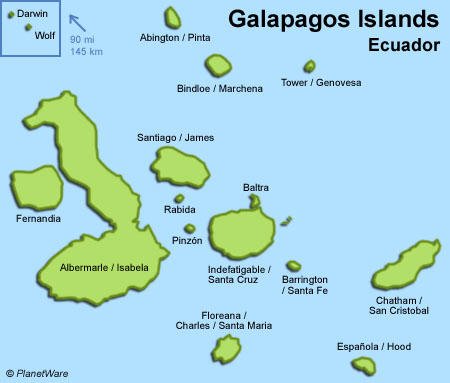 Galapagos Islands
Ecuador
Darwin
Wolf
90 mi
145 km
Abington / Pinta
Bindloe / Marchena
Tower / Genovesa
Santiago / James
Baltra
Rabida
Fernandia
Pinzón
Albermarle / Isabela
Indefatigable /
Santa Cruz
Barrington
/ Santa Fe
Chatham /
San Cristobal
Floreana /
Charles / Santa Maria
Española / Hood
© PlanetWare